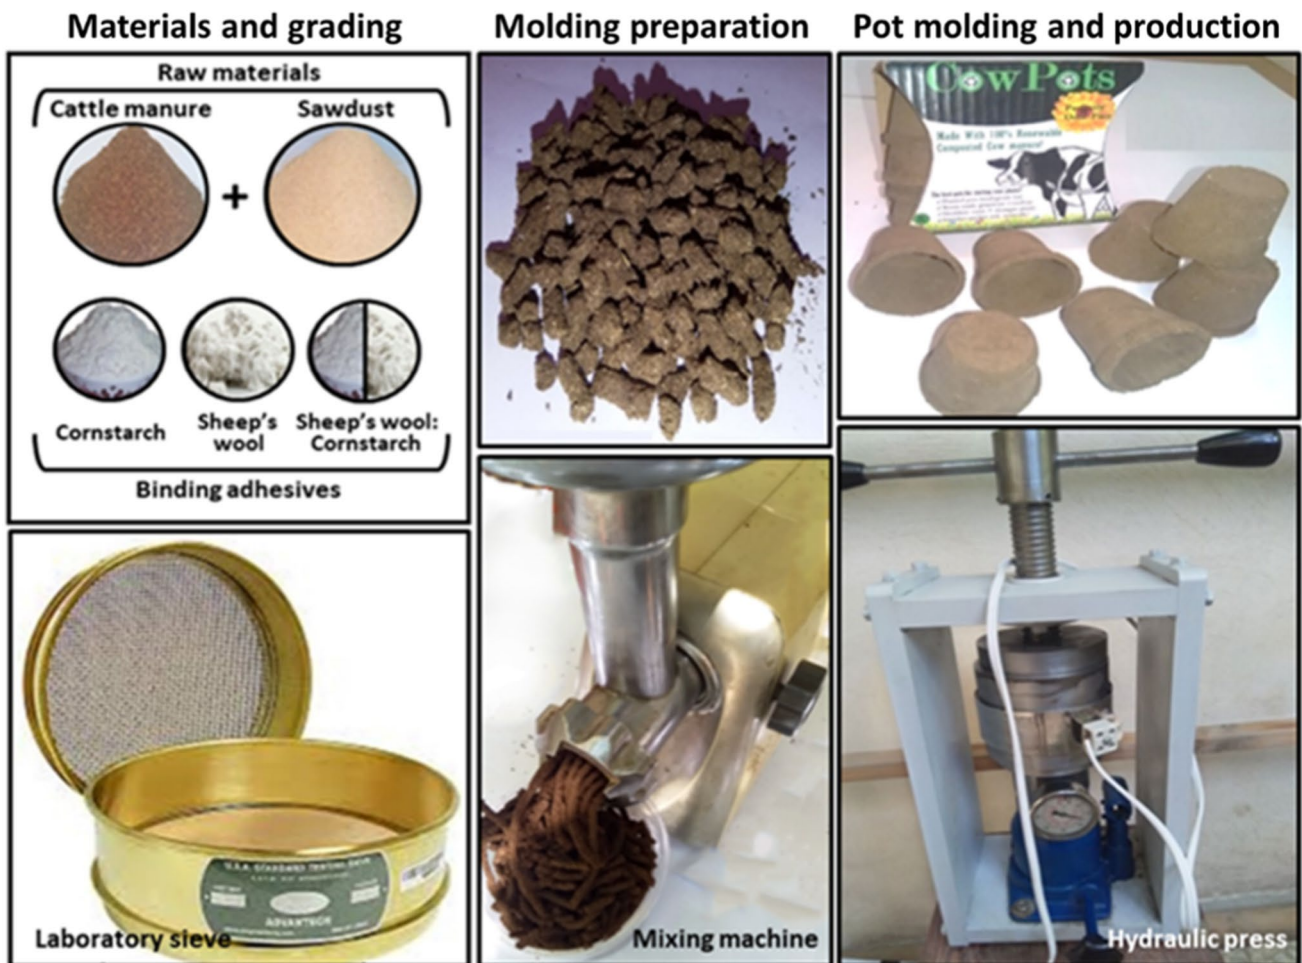 Materials and grading
Molding preparation
Pot molding and production
Raw materials
Cattle manure
Sawdust
+
Cornstarch
Sheep's
wool
Sheep's wool:
Cornstarch
Binding adhesives
CowPots
Made With 100% Renewable
Composted Cow manure!
U.S.A. STANDARD TESTING SIEVE
ADVANTECH
Laboratory sieve
Mixing machine
Hydraulic press